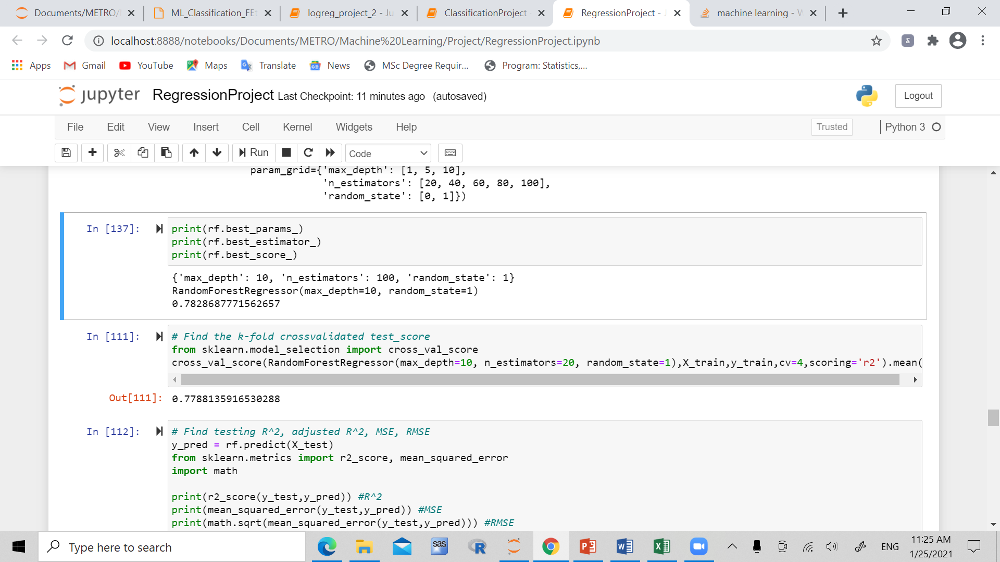 Documents/METRO/
ML_Classification_FE
logreg_project_2 - Ju
ClassificationProject
RegressionProject - J
machine learning - W
localhost:8888/notebooks/Documents/METRO/Machine%20Learning/Project/RegressionProject.ipynb
Apps
Gmail
YouTube
Maps
Translate
News
MSc Degree Requir...
Program: Statistics,...
jupyter RegressionProject Last Checkpoint: 11 minutes ago (autosaved)
Logout
File Edit View Insert Cell Kernel Widgets Help
Trusted
Python 3
Run
Code
param_grid={'max_depth': [1, 5, 10],
'n_estimators': [20, 40, 60, 80, 100],
'random_state': [0, 1]})
In [137]:
print(rf.best_params_)
print(rf.best_estimator_)
print(rf.best_score_)
{'max_depth': 10, 'n_estimators': 100, 'random_state': 1}
RandomForestRegressor(max_depth=10, random_state=1)
0.7828687771562657
In [111]:
# Find the k-fold crossvalidated test_score
from sklearn.model_selection import cross_val_score
cross_val_score(RandomForestRegressor(max_depth=10, n_estimators=20, random_state=1),X_train,y_train,cv=4,scoring='r2').mean(
Out[111]: 0.7788135916530288
In [112]:
# Find testing R^2, adjusted R^2, MSE, RMSE
y_pred = rf.predict(X_test)
from sklearn.metrics import r2_score, mean_squared_error
import math
print(r2_score(y_test,y_pred)) #R^2
print(mean_squared_error(y_test,y_pred)) #MSE
print(math.sqrt(mean_squared_error(y_test,y_pred))) #RMSE
Type here to search
sas
R
ENG
11:25 AM
1/25/2021